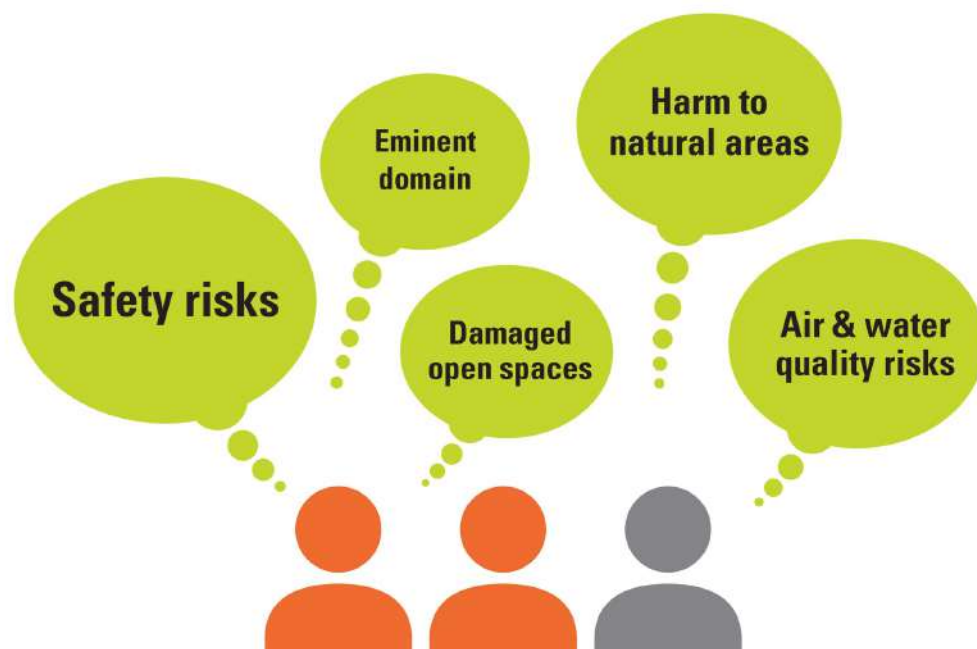 Safety risks
Eminent
domain
Damaged
open spaces
Harm to
natural areas
Air & water
quality risks